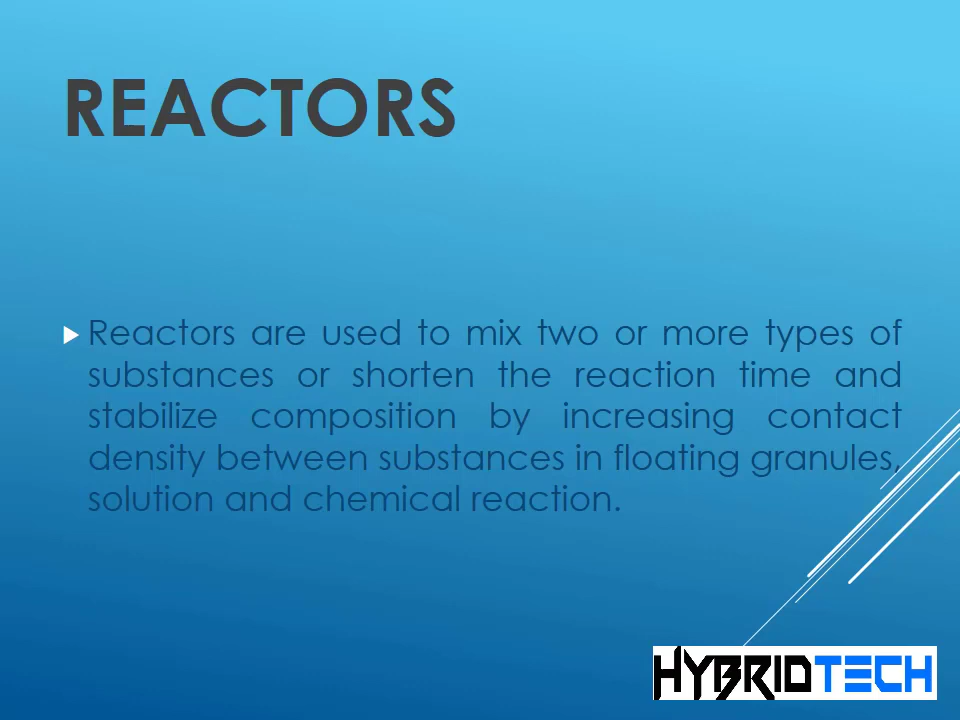 REACTORS
Reactors are used to mix two or more types of
substances or shorten the reaction time and
stabilize composition by increasing contact
density between substances in floating granules,
solution and chemical reaction.
HYBRIDTECH